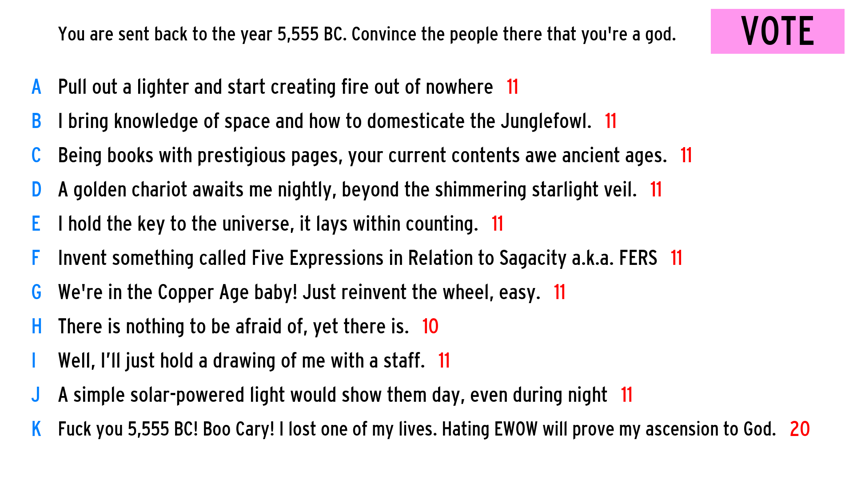 You are sent back to the year 5,555 BC. Convince the people there that you're a god. VOTE
A Pull out a lighter and start creating fire out of nowhere 11
B I bring knowledge of space and how to domesticate the Junglefowl. 11
C Being books with prestigious pages, your current contents awe ancient ages. 11
D A golden chariot awaits me nightly, beyond the shimmering starlight veil. 11
E I hold the key to the universe, it lays within counting. 11
F Invent something called Five Expressions in Relation to Sagacity a.k.a. FERS 11
G We're in the Copper Age baby! Just reinvent the wheel, easy. 11
H There is nothing to be afraid of, yet there is. 10
I Well, I’ll just hold a drawing of me with a staff. 11
J A simple solar-powered light would show them day, even during night 11
K Fuck you 5,555 BC! Boo Cary! I lost one of my lives. Hating EWOW will prove my ascension to God. 20